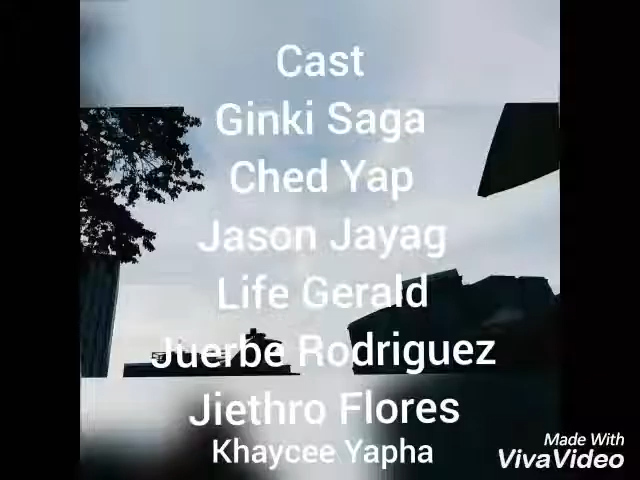 Cast
Ginki Saga
Ched Yap
Jason Jayag
Life Gerald
Juerbe Rodriguez
Jiethro Flores
Khaycee Yapha
Made With
VivaVideo